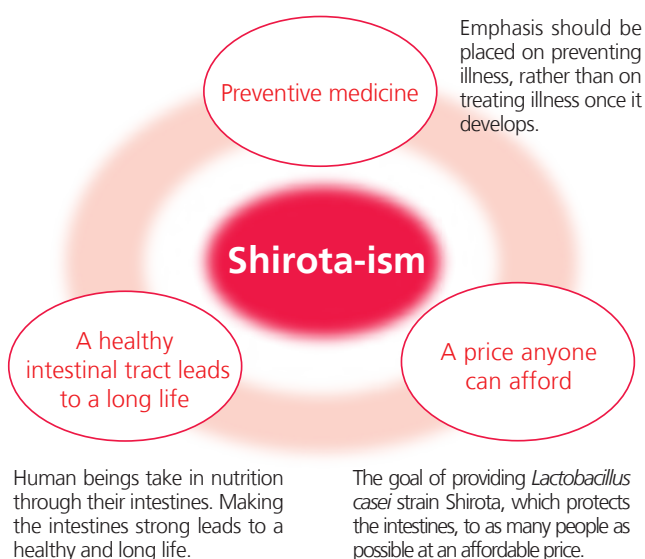 Preventive medicine
Emphasis should be
placed on preventing
illness, rather than on
treating illness once it
develops.
Shirota-ism
A healthy
intestinal tract leads
to a long life
A price anyone
can afford
Human beings take in nutrition
through their intestines. Making
the intestines strong leads to a
healthy and long life.
The goal of providing Lactobacillus
casei strain Shirota, which protects
the intestines, to as many people as
possible at an affordable price.